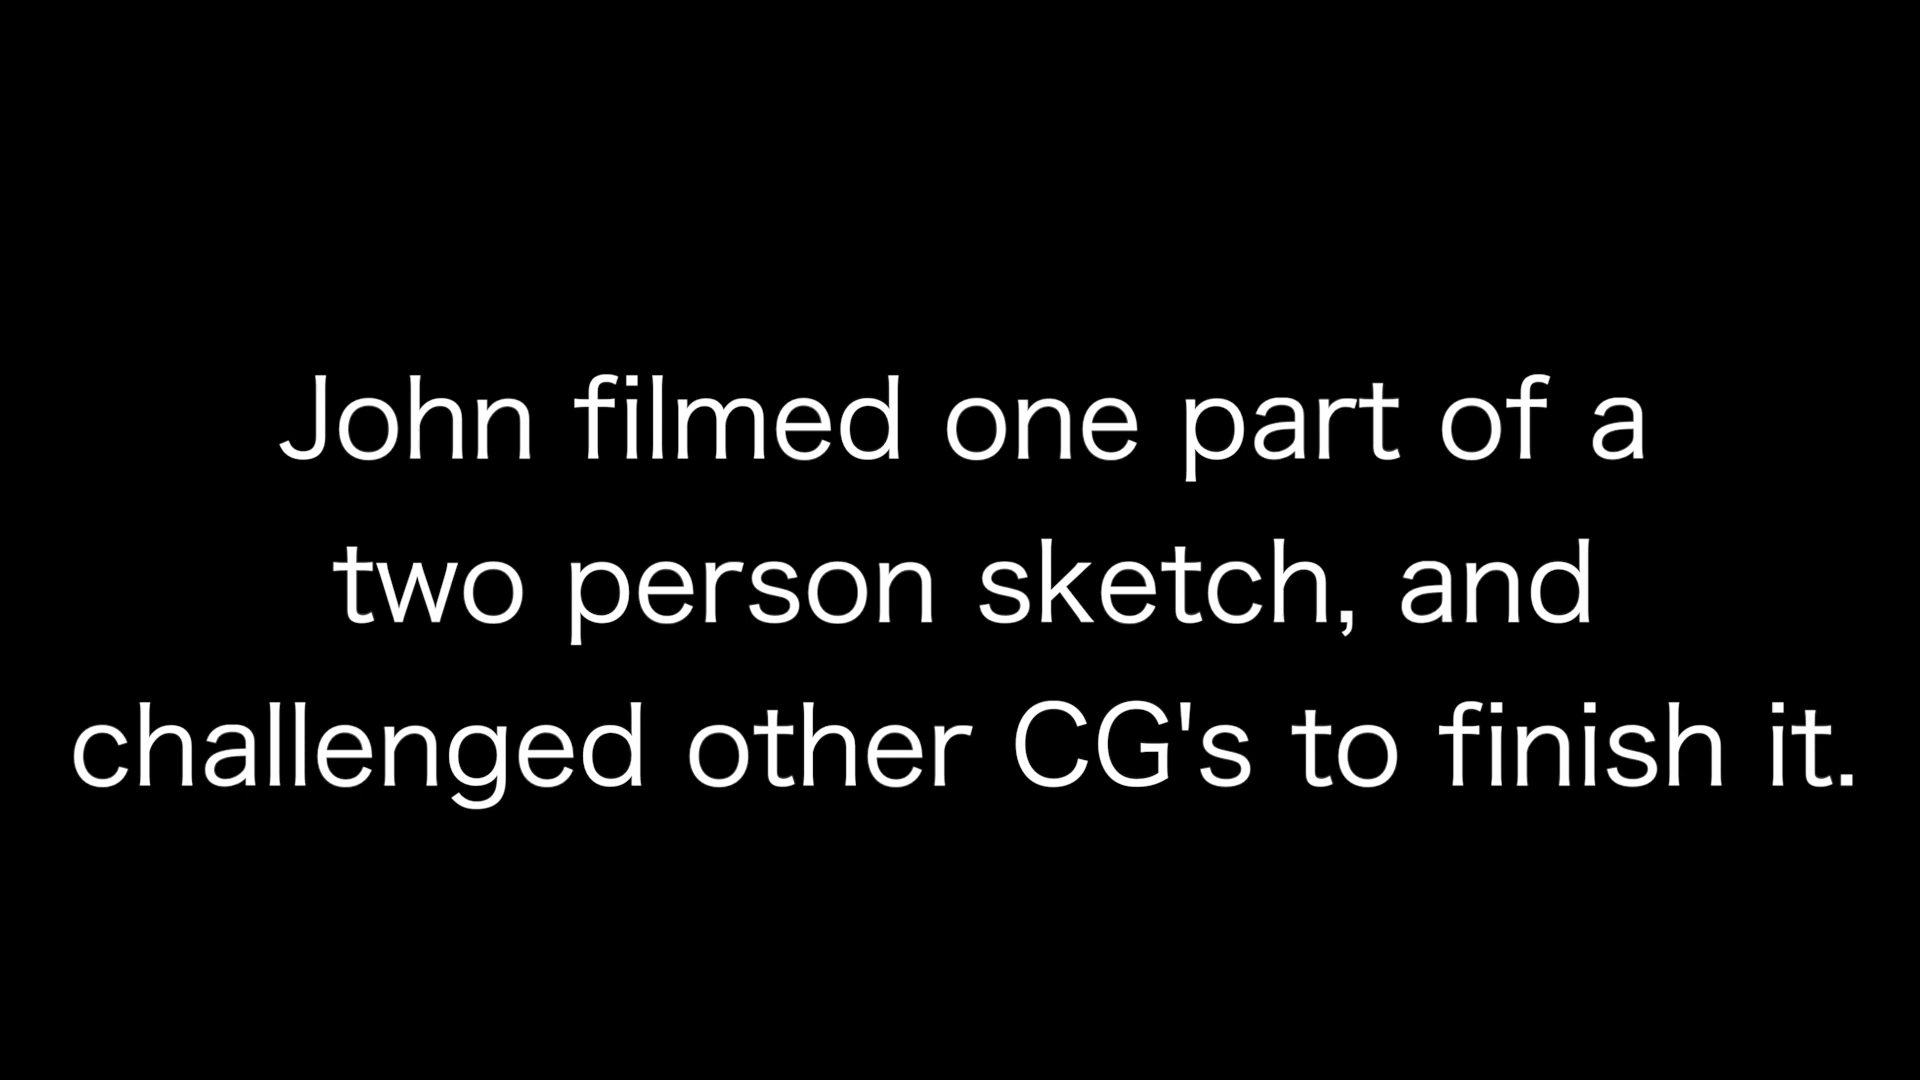 John filmed one part of a
two person sketch, and
challenged other CG's to finish it.